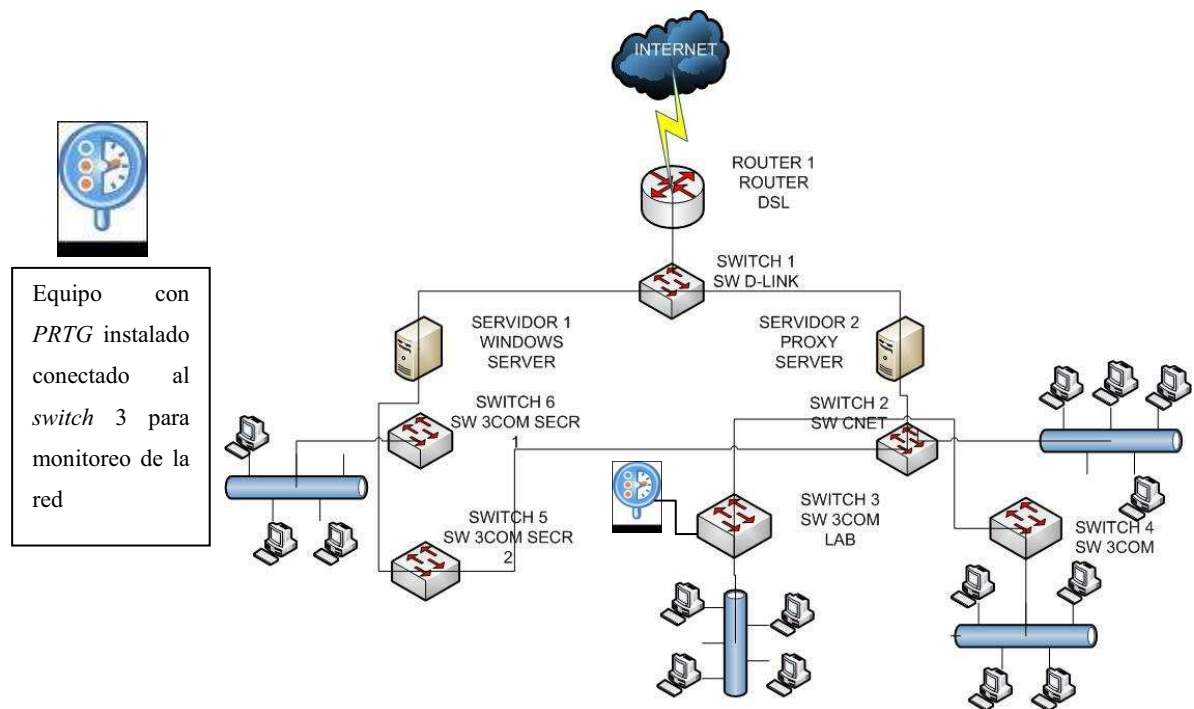 INTERNET
ROUTER 1
ROUTER
DSL
SWITCH 1
SW D-LINK
SERVIDOR 1
WINDOWS
SERVER
SERVIDOR 2
PROXY
SERVER
Equipo con
PRTG instalado
conectado al
switch 3 para
monitoreo de la
red
SWITCH 6
SW 3COM SECR
1
SWITCH 2
SW CNET
SWITCH 5
SW 3COM SECR
2
SWITCH 3
SW 3COM
LAB
SWITCH 4
SW 3COM